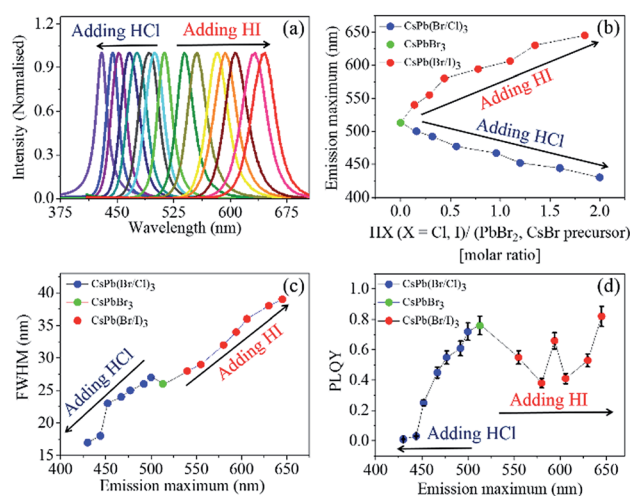 Adding HCl
Adding HI
(a)
Intensity (Normalised)
1.2
0.9
0.6
0.3
0.0
375
450
525
600
675
Wavelength (nm)
(b)
CsPb(Br/Cl)3
CsPbBr3
CsPb(Br/I)3
Adding HI
Adding HCl
Emission maximum (nm)
650
600
550
500
450
400
0.0
0.5
1.0
1.5
2.0
HX (X = Cl, I)/ (PbBr2, CsBr precursor)
[molar ratio]
(c)
CsPb(Br/Cl)3
CsPbBr3
CsPb(Br/I)3
Adding HCl
Adding HI
FWHM (nm)
40
35
30
25
20
15
400
450
500
550
600
650
Emission maximum (nm)
(d)
CsPb(Br/Cl)3
CsPbBr3
CsPb(Br/I)3
Adding HI
Adding HCl
PLQY
1.0
0.8
0.6
0.4
0.2
0.0
400
450
500
550
600
650
Emission maximum (nm)